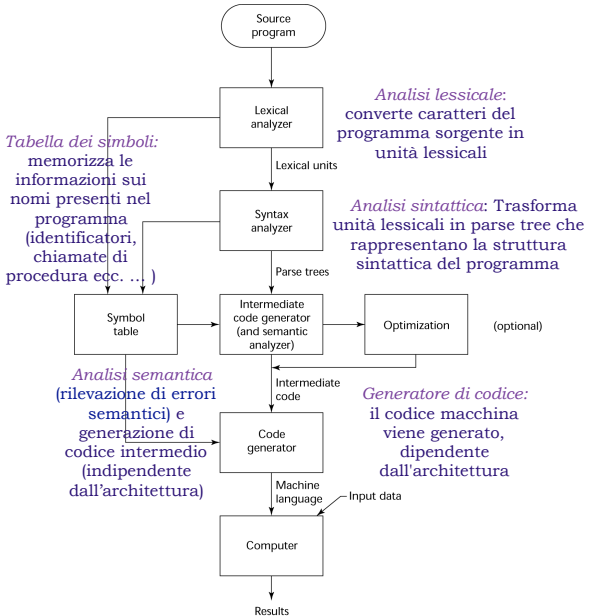 Source
program
Lexical
analyzer
Analisi lessicale:
converte caratteri del
programma sorgente in
unità lessicali
Tabella dei simboli:
memorizza le
informazioni sui
nomi presenti nel
programma
(identificatori,
chiamate di
procedura ecc. … )
Lexical units
Syntax
analyzer
Analisi sintattica: Trasforma
unità lessicali in parse tree che
rappresentano la struttura
sintattica del programma
Parse trees
Symbol
table
Intermediate
code generator
(and semantic
analyzer)
Optimization
(optional)
Analisi semantica
(rilevazione di errori
semantici) e
generazione di
codice intermedio
(indipendente
dall’architettura)
Intermediate
code
Generatore di codice:
il codice macchina
viene generato,
dipendente
dall'architettura
Code
generator
Machine
language
Input data
Computer
Results